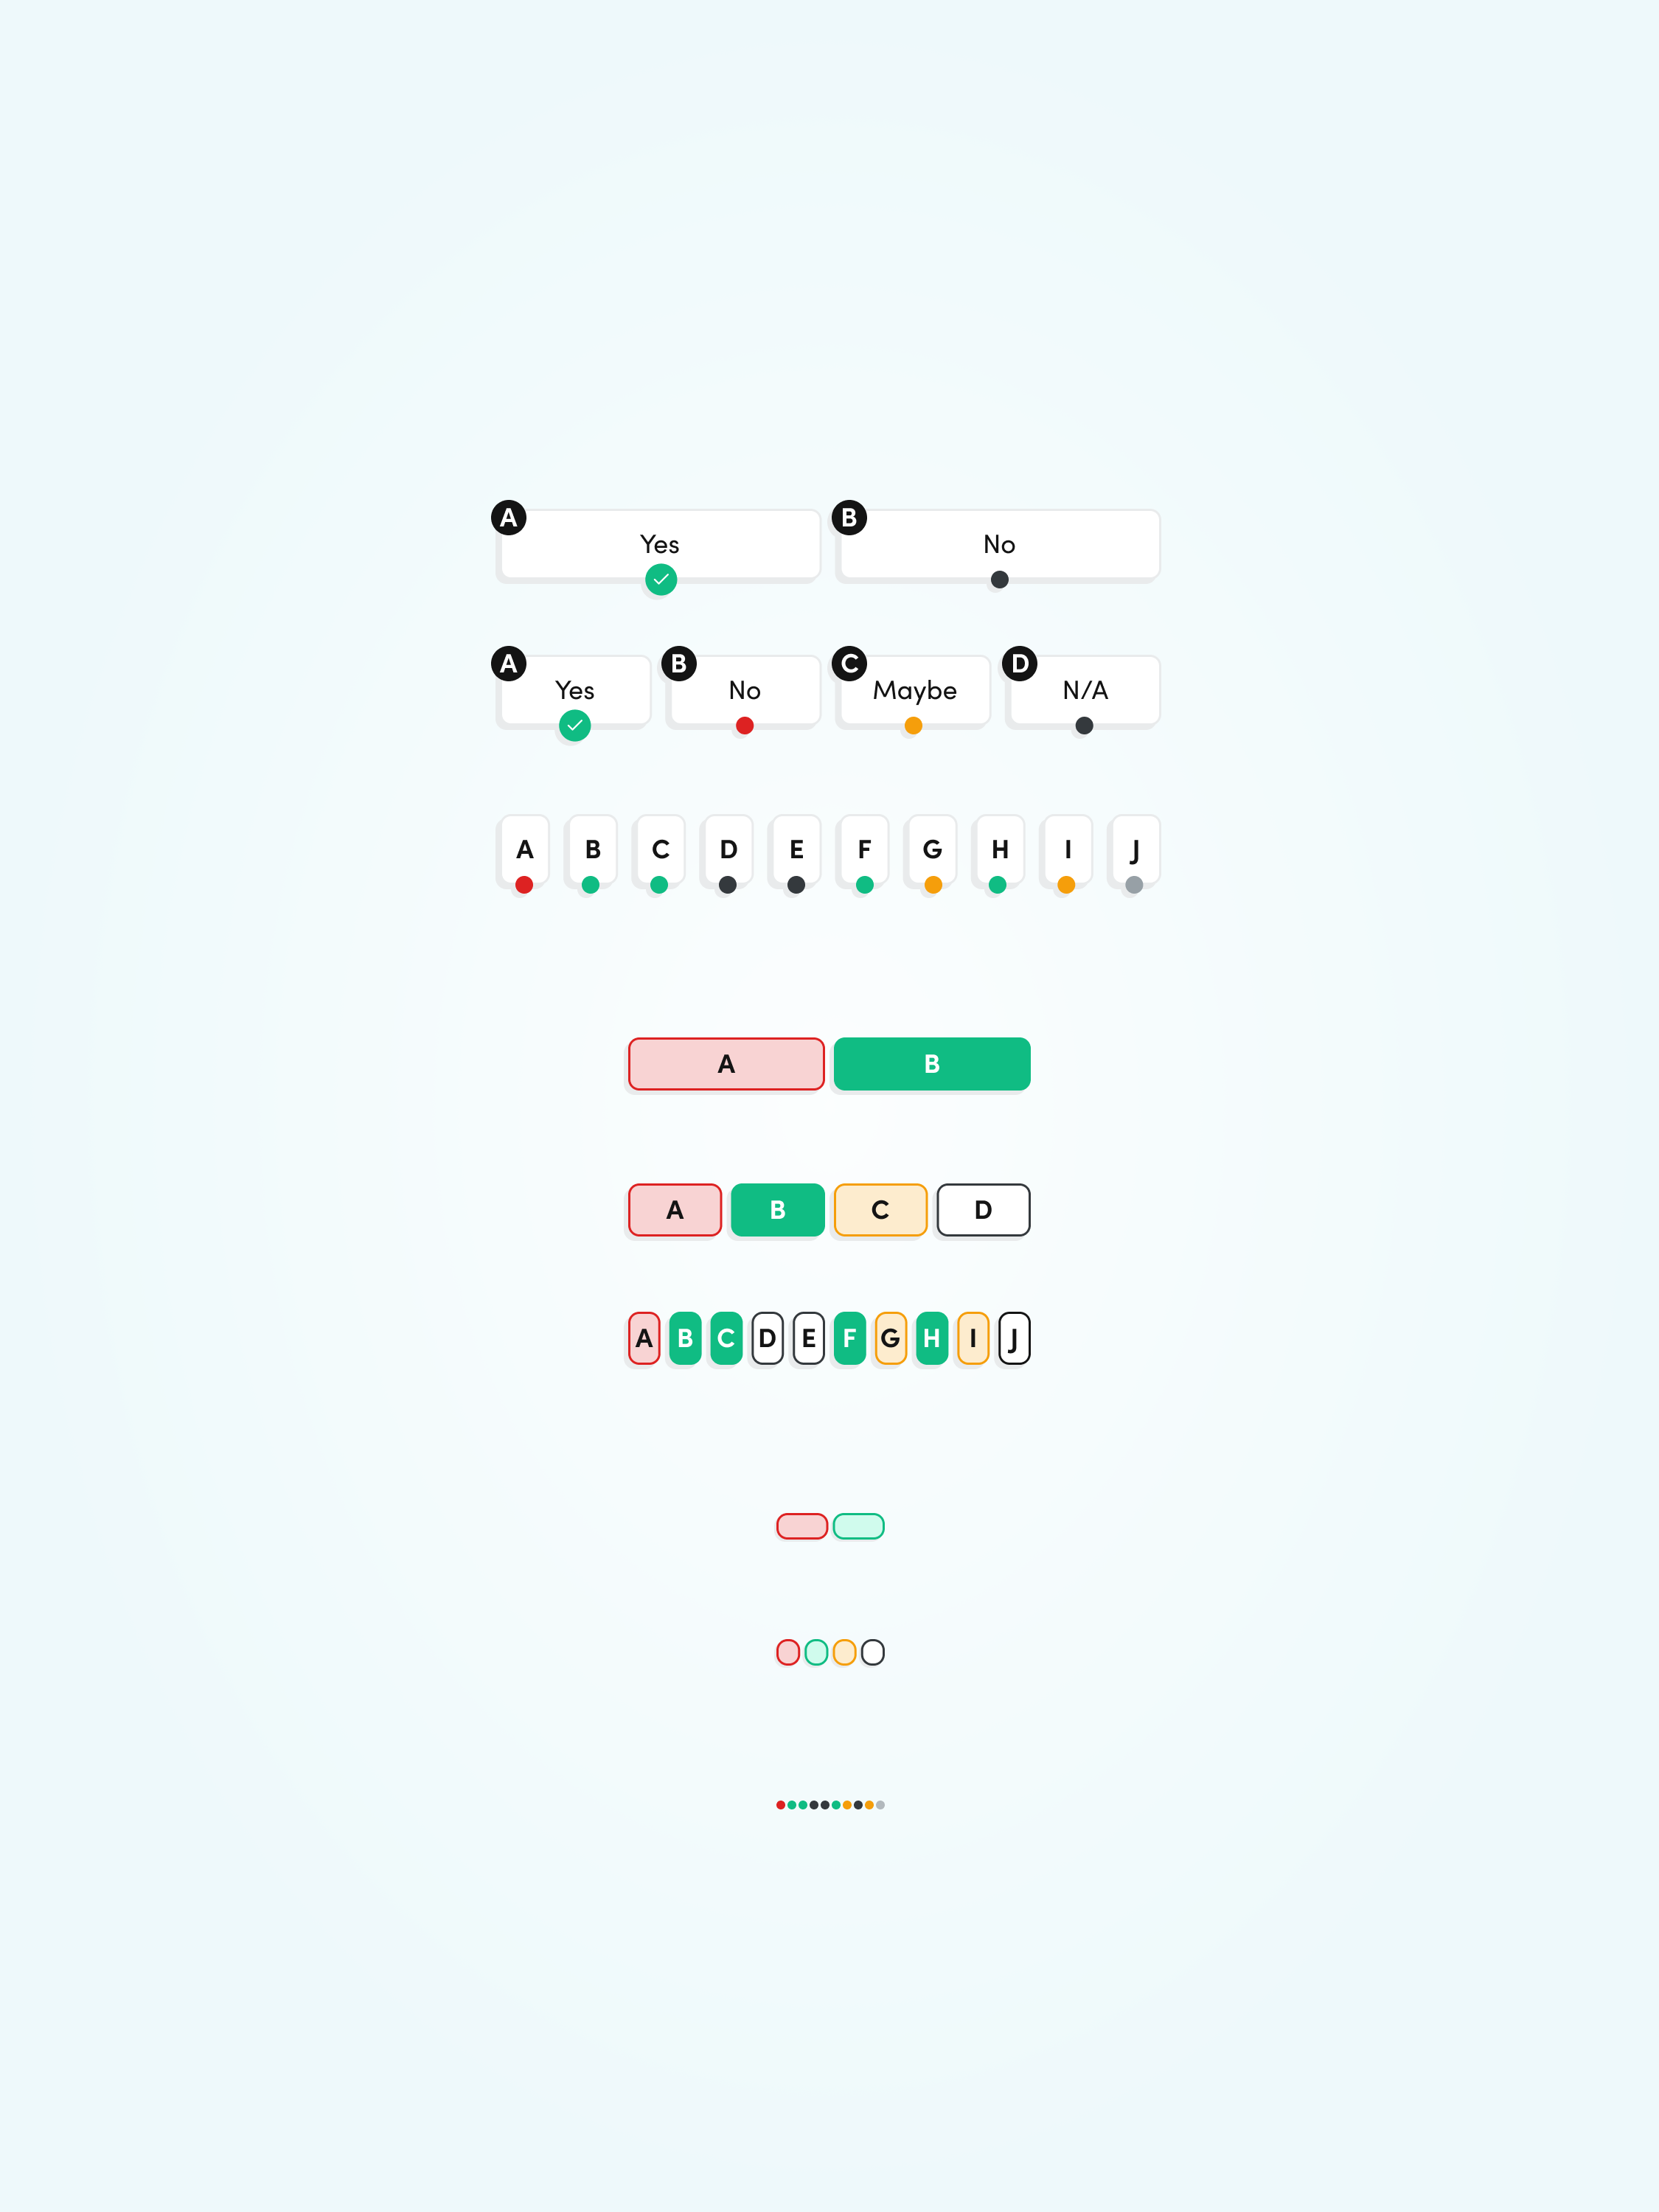 A Yes B No
A Yes B No C Maybe D N/A
A B C D E F G H I J
A B
A B C D
A B C D E F G H I J